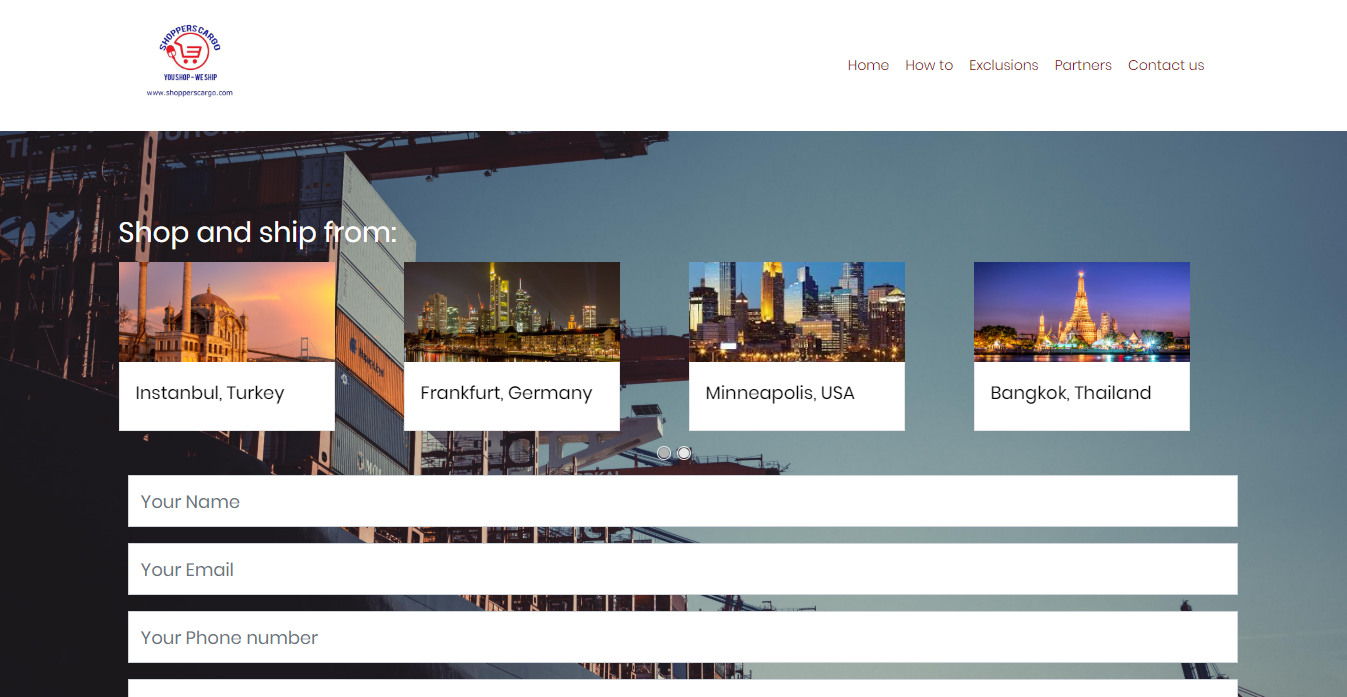 SHOPPERS CARGO
YOU SHOP - WE SHIP
www.shopperscargo.com
Home
How to
Exclusions
Partners
Contact us
Shop and ship from:
Instanbul, Turkey
Frankfurt, Germany
Minneapolis, USA
Bangkok, Thailand
Your Name
Your Email
Your Phone number